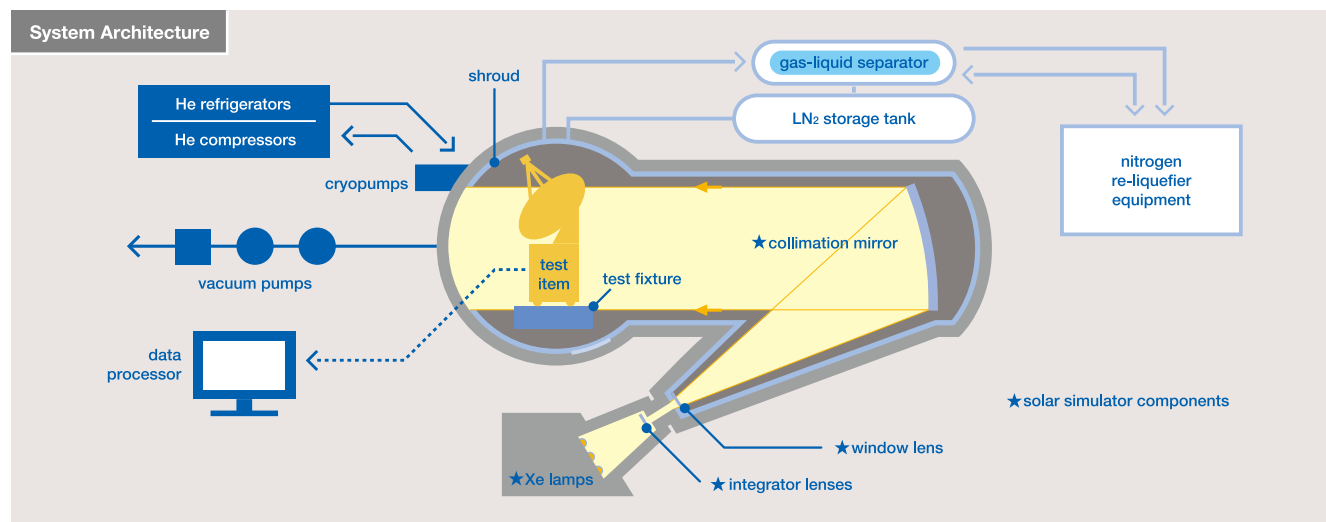 System Architecture
shroud
gas-liquid separator
He refrigerators
He compressors
LN₂ storage tank
cryopumps
nitrogen
re-liquefier
equipment
★collimation mirror
test
item
test fixture
vacuum pumps
data
processor
★solar simulator components
★window lens
★Xe lamps
★integrator lenses